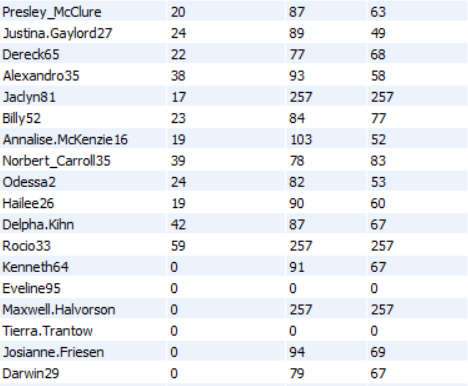 Presley_McClure 20 87 63
Justina.Gaylord27 24 89 49
Dereck65 22 77 68
Alexandro35 38 93 58
Jaclyn81 17 257 257
Billy52 23 84 77
Annalise.McKenzie16 19 103 52
Norbert_Carroll35 39 78 83
Odessa2 24 82 53
Hailee26 19 90 60
Delpha.Kihn 42 87 67
Rocio33 59 257 257
Kenneth64 0 91 67
Eveline95 0 0 0
Maxwell.Halvorson 0 257 257
Tierra.Trantow 0 0 0
Josianne.Friesen 0 94 69
Darwin29 0 79 67